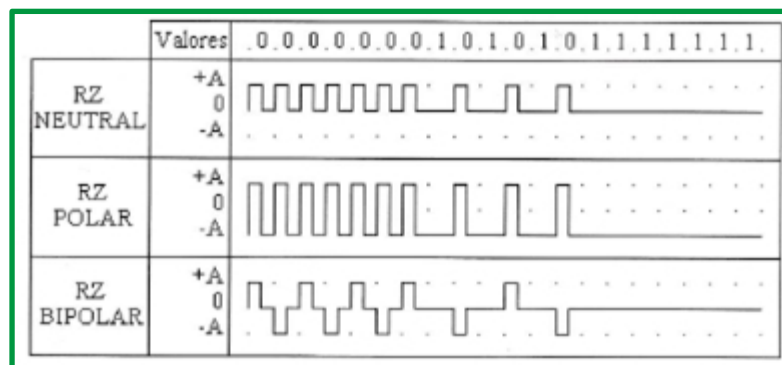 Valores .0.0.0.0.0.0.0.1.0.1.0.1.0.1.1.1.1.1.1.1.
RZ
NEUTRAL
+A
0
-A
RZ
POLAR
+A
0
-A
RZ
BIPOLAR
+A
0
-A